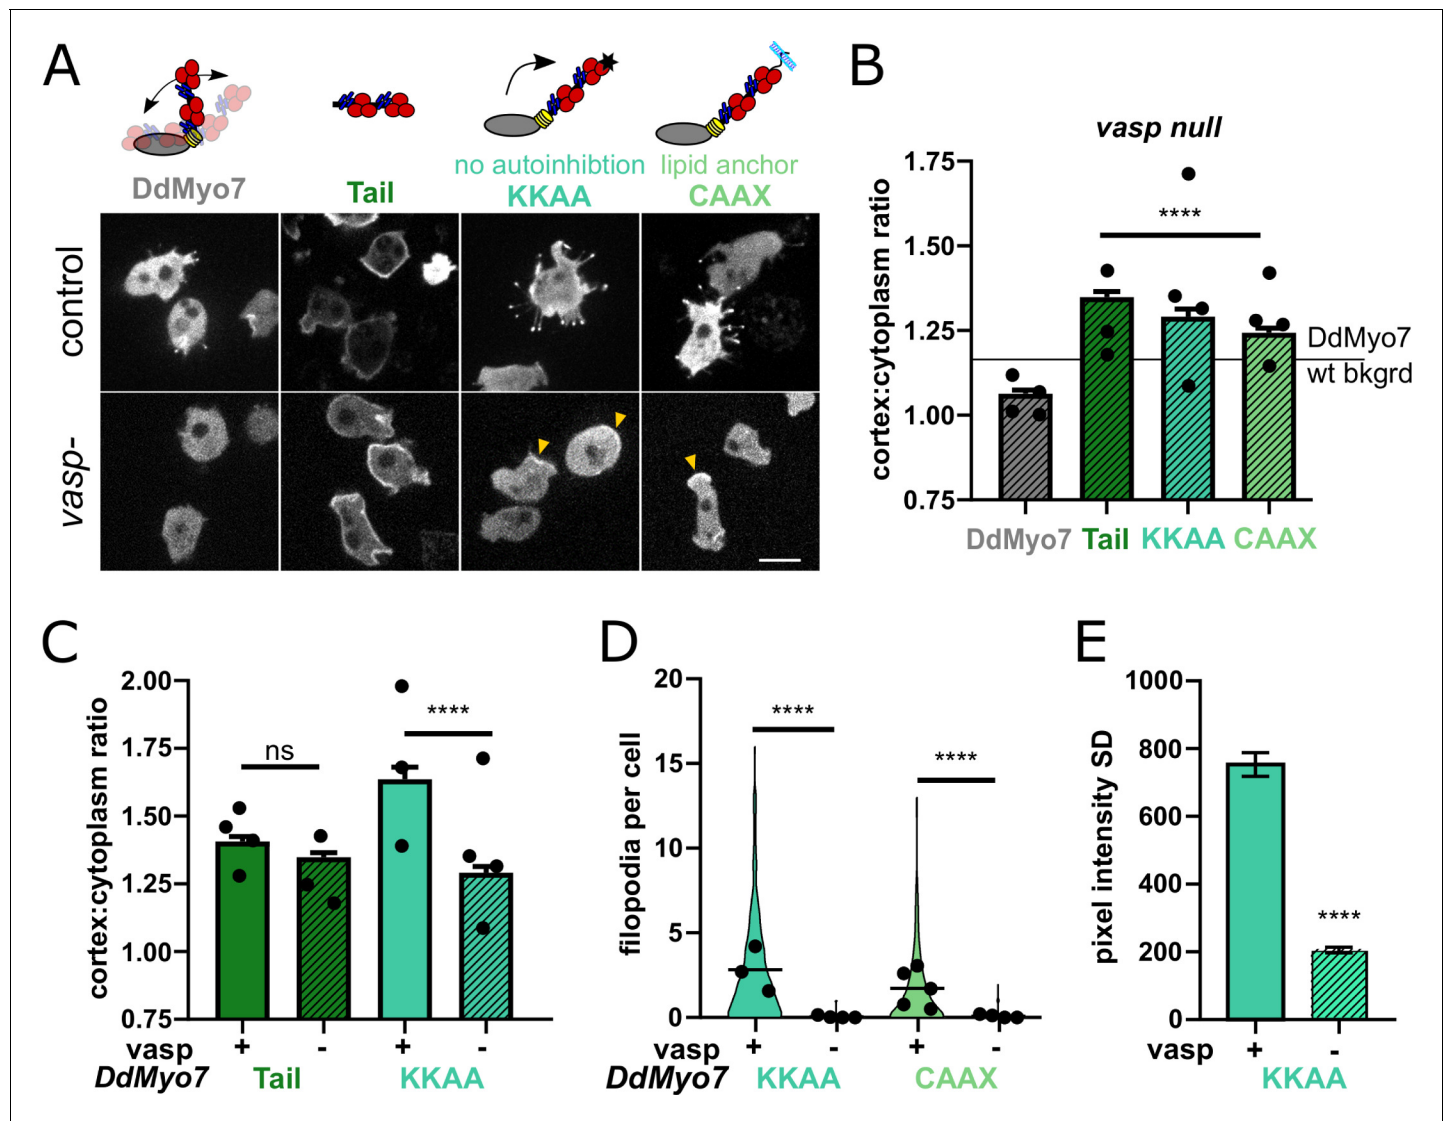 A
DdMyo7
Tail
no autoinhibtion
KKAA
lipid anchor
CAAX
control
vasp-
B
vasp null
cortex:cytoplasm ratio
1.75
1.50
1.25
1.00
0.75
****
DdMyo7
wt bkgrd
DdMyo7 Tail KKAA CAAX
C
cortex:cytoplasm ratio
2.00
1.75
1.50
1.25
1.00
0.75
ns
****
vasp + - + -
DdMyo7 Tail KKAA
D
filopodia per cell
20
15
10
5
0
****
****
vasp + - + -
DdMyo7 KKAA CAAX
E
pixel intensity SD
1000
800
600
400
200
0
****
vasp + -
KKAA